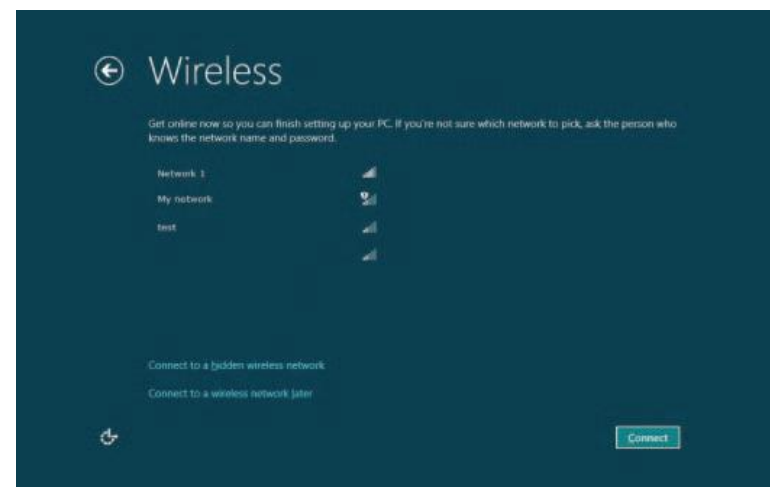 Wireless
Get online now so you can finish setting up your PC. If you're not sure which network to pick, ask the person who
knows the network name and password.
Network 1
My network
test
Connect to a hidden wireless network
Connect to a wireless network later
Connect